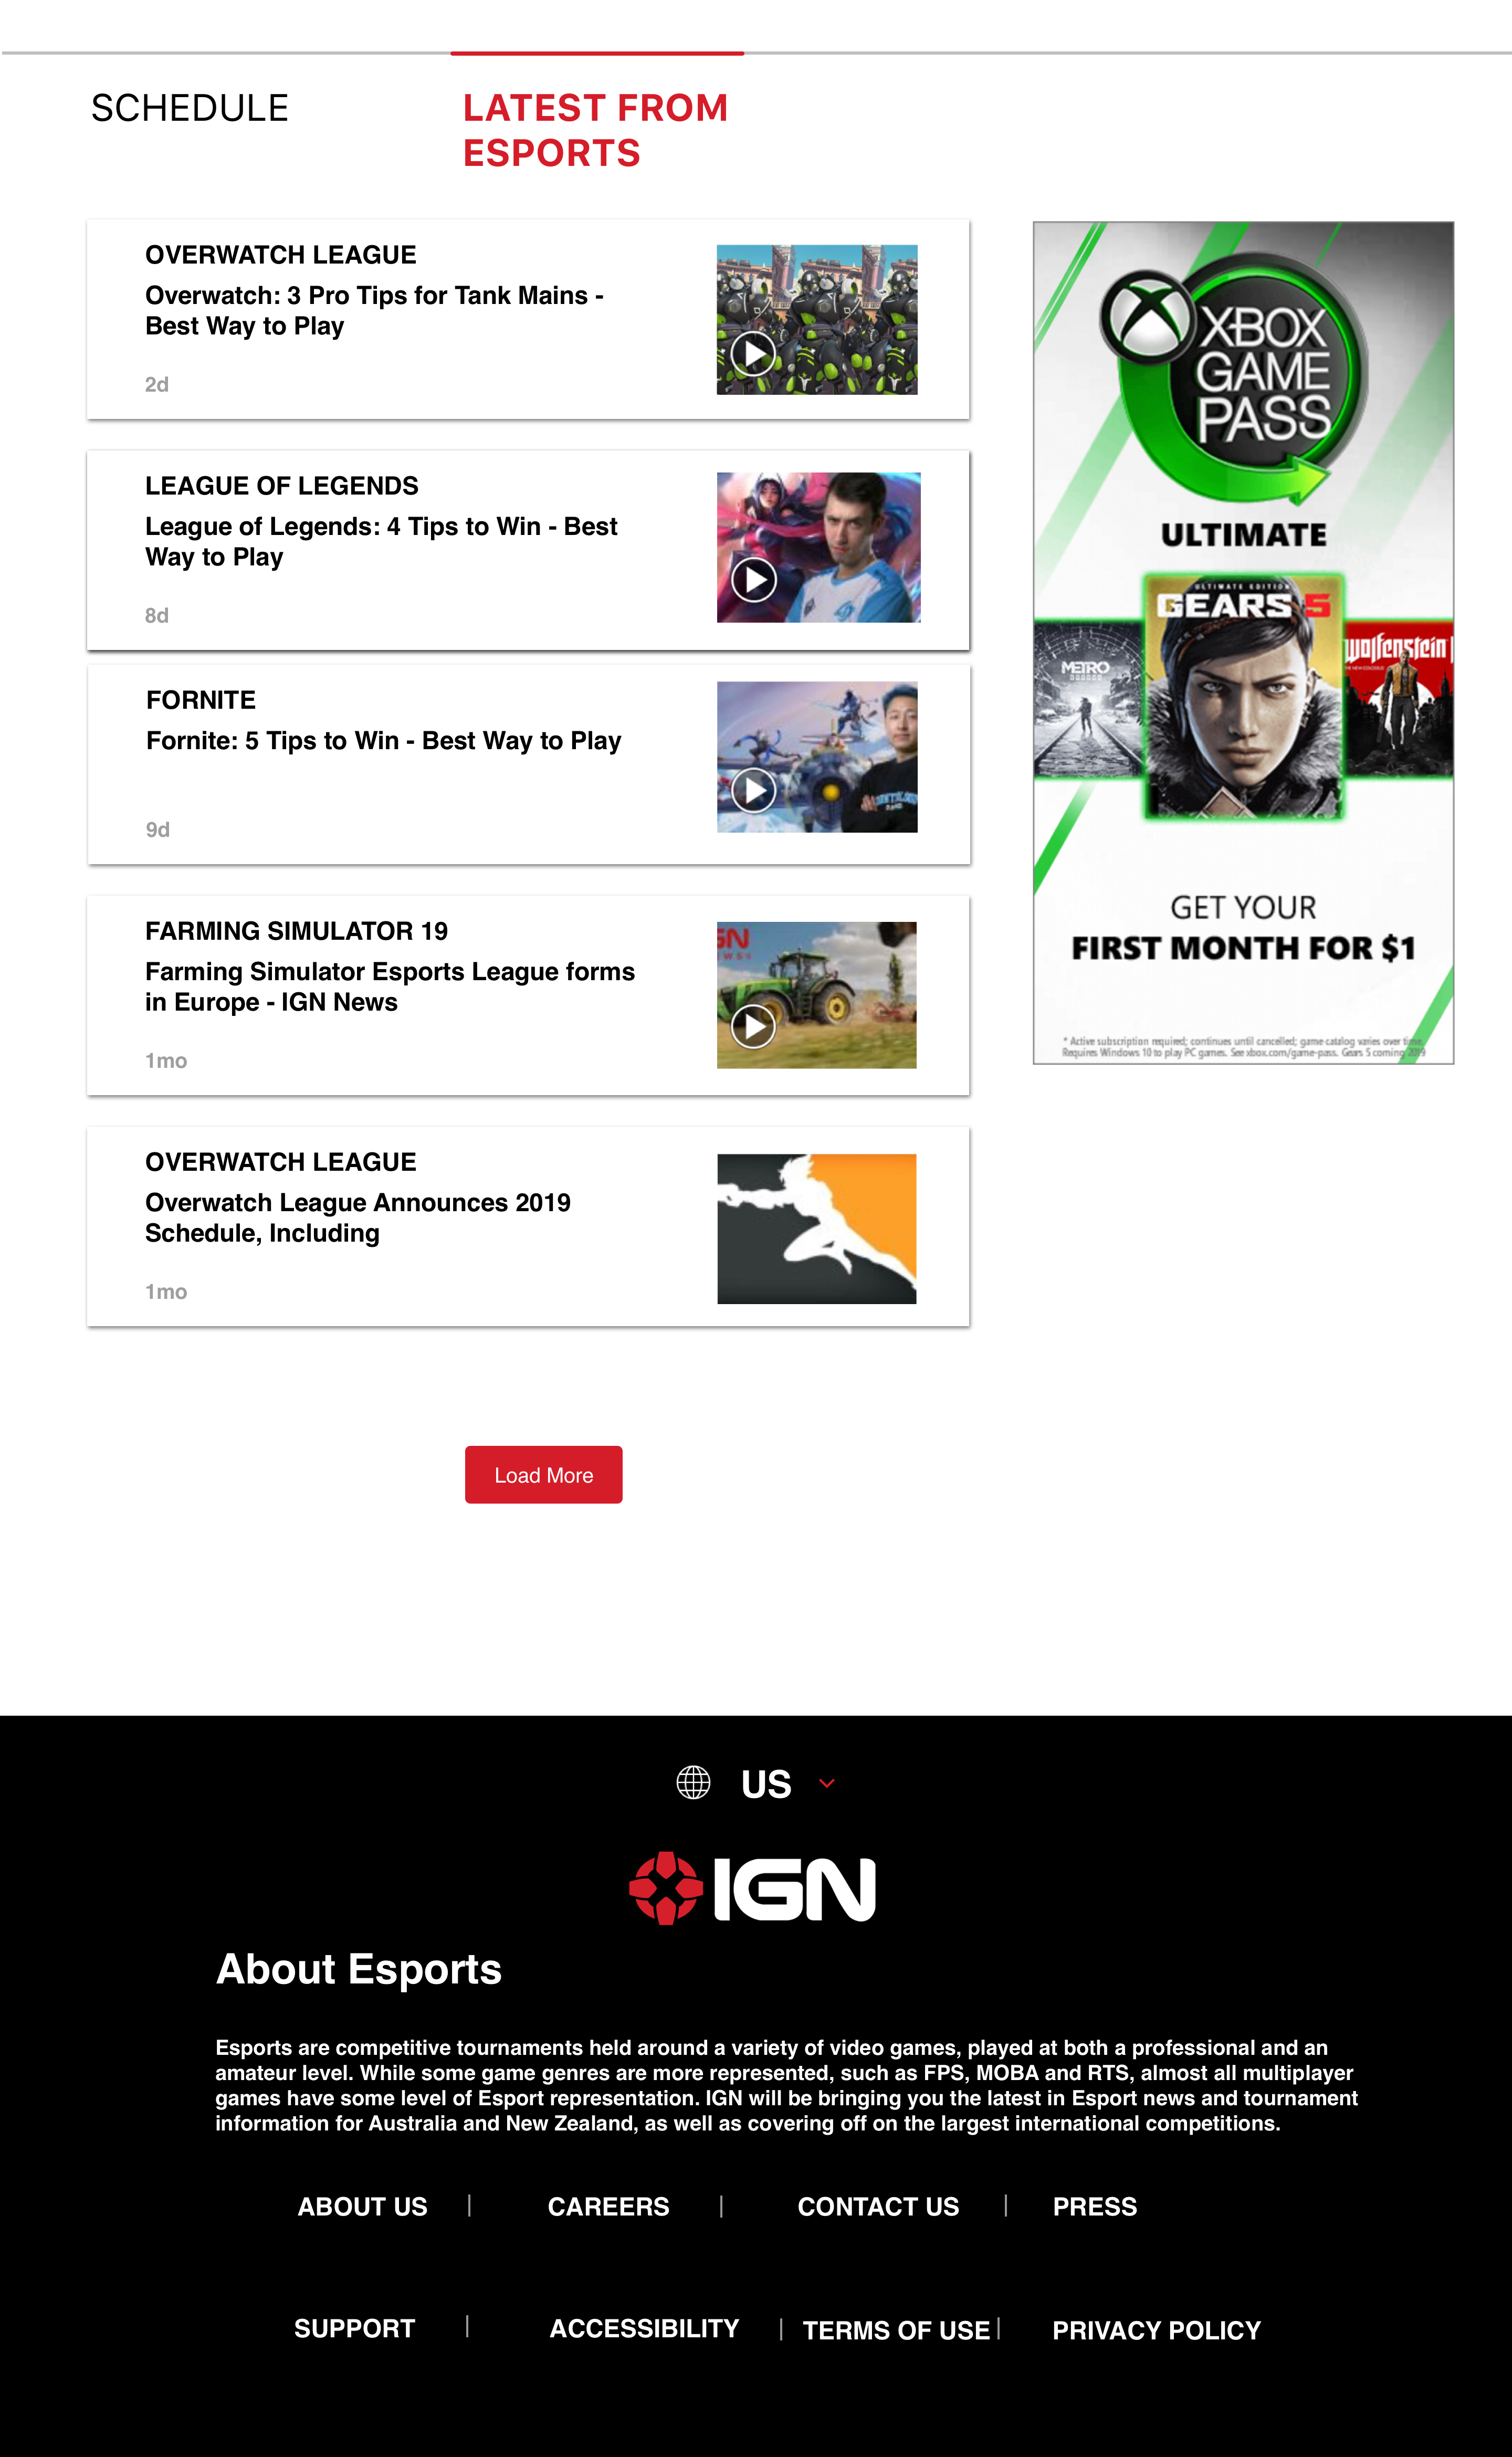 SCHEDULE
LATEST FROM
ESPORTS
OVERWATCH LEAGUE
Overwatch: 3 Pro Tips for Tank Mains -
Best Way to Play
2d
LEAGUE OF LEGENDS
League of Legends: 4 Tips to Win - Best
Way to Play
8d
FORNITE
Fornite: 5 Tips to Win - Best Way to Play
9d
FARMING SIMULATOR 19
Farming Simulator Esports League forms
in Europe - IGN News
1mo
OVERWATCH LEAGUE
Overwatch League Announces 2019
Schedule, Including
1mo
XBOX
GAME
PASS
ULTIMATE
ULTIMATE EDITION
GEARS 5
METRO
wolfenstein
GET YOUR
FIRST MONTH FOR $1
* Active subscription required; continues until cancelled; game catalog varies over time.
Requires Windows 10 to play PC games. See xbox.com/game-pass. Gears 5 coming 2019
Load More
US
IGN
About Esports
Esports are competitive tournaments held around a variety of video games, played at both a professional and an
amateur level. While some game genres are more represented, such as FPS, MOBA and RTS, almost all multiplayer
games have some level of Esport representation. IGN will be bringing you the latest in Esport news and tournament
information for Australia and New Zealand, as well as covering off on the largest international competitions.
ABOUT US | CAREERS | CONTACT US | PRESS
SUPPORT | ACCESSIBILITY | TERMS OF USE | PRIVACY POLICY